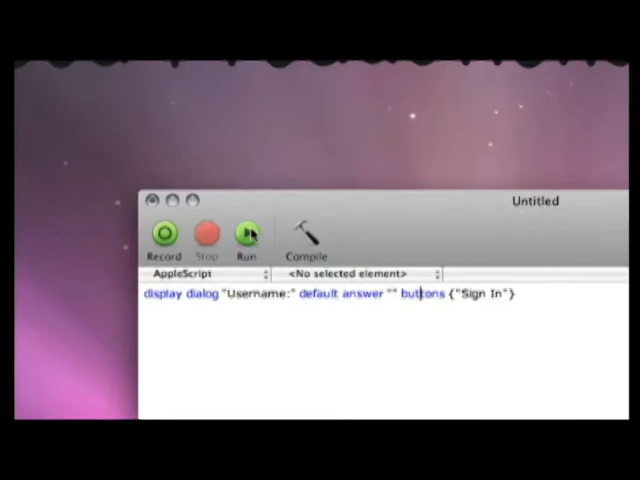 Untitled
Record Stop Run Compile
AppleScript <No selected element>
display dialog "Username:" default answer "" buttons {"Sign In"}